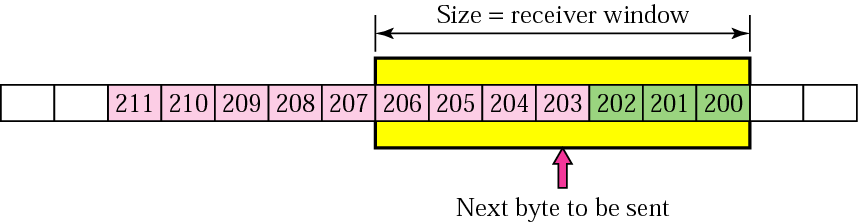 Size = receiver window
211 210 209 208 207 206 205 204 203 202 201 200
Next byte to be sent